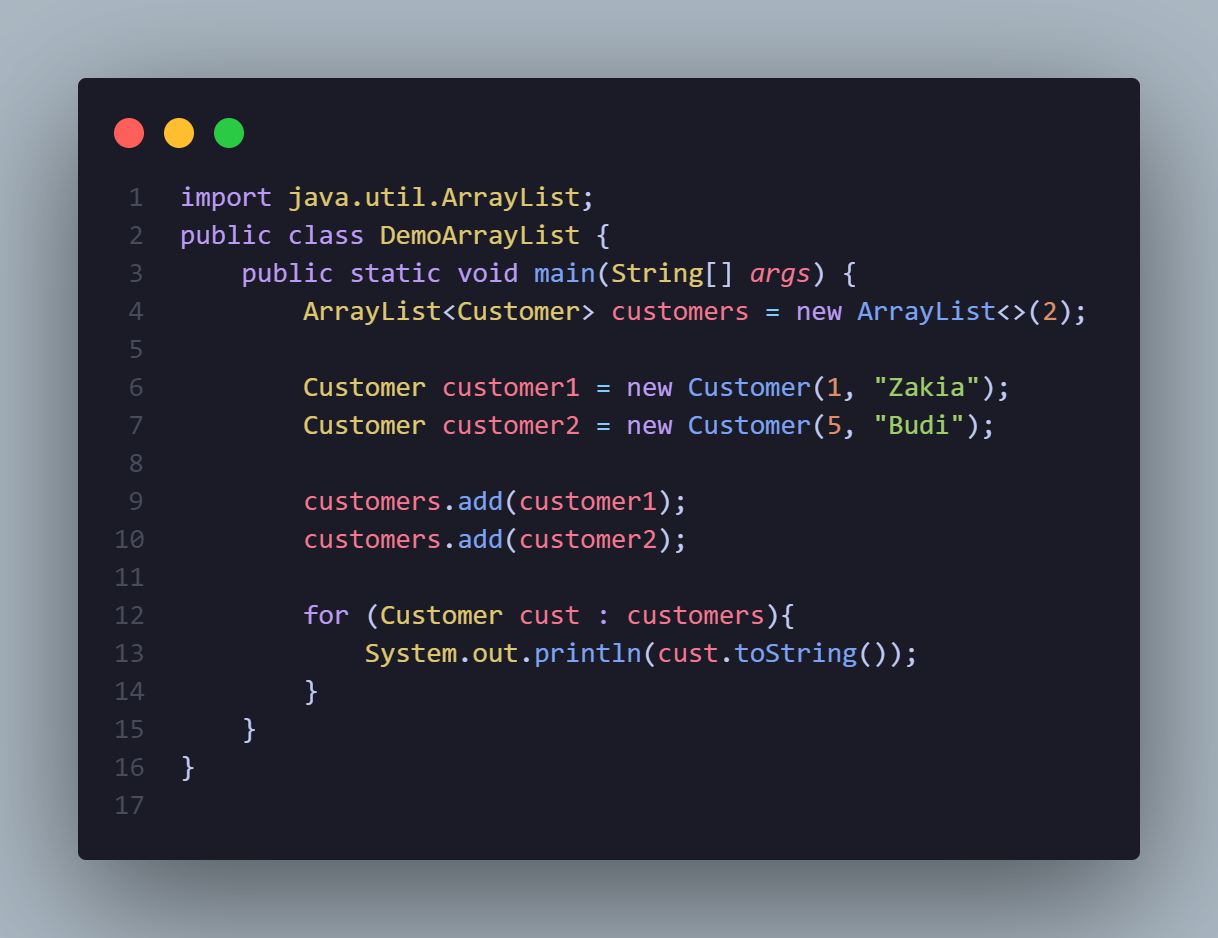 1 import java.util.ArrayList;
2 public class DemoArrayList {
3     public static void main(String[] args) {
4         ArrayList<Customer> customers = new ArrayList<>(2);
5
6         Customer customer1 = new Customer(1, "Zakia");
7         Customer customer2 = new Customer(5, "Budi");
8
9         customers.add(customer1);
10         customers.add(customer2);
11
12         for (Customer cust : customers){
13             System.out.println(cust.toString());
14         }
15     }
16 }
17